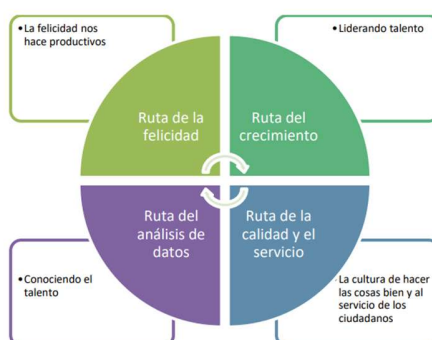 •La felicidad nos
hace productivos
•Liderando talento
Ruta de la
felicidad
Ruta del
crecimiento
Ruta del
análisis de
datos
Ruta de la
calidad y el
servicio
•Conociendo el
talento
•La cultura de hacer
las cosas bien y al
servicio de los
ciudadanos